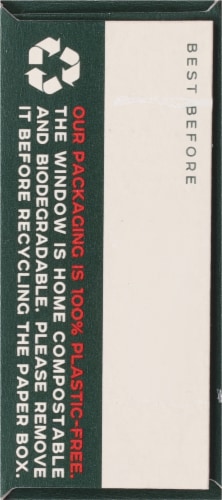 BEST BEFORE
OUR PACKAGING IS 100% PLASTIC-FREE.
THE WINDOW IS HOME COMPOSTABLE
AND BIODEGRADABLE. PLEASE REMOVE
IT BEFORE RECYCLING THE PAPER BOX.